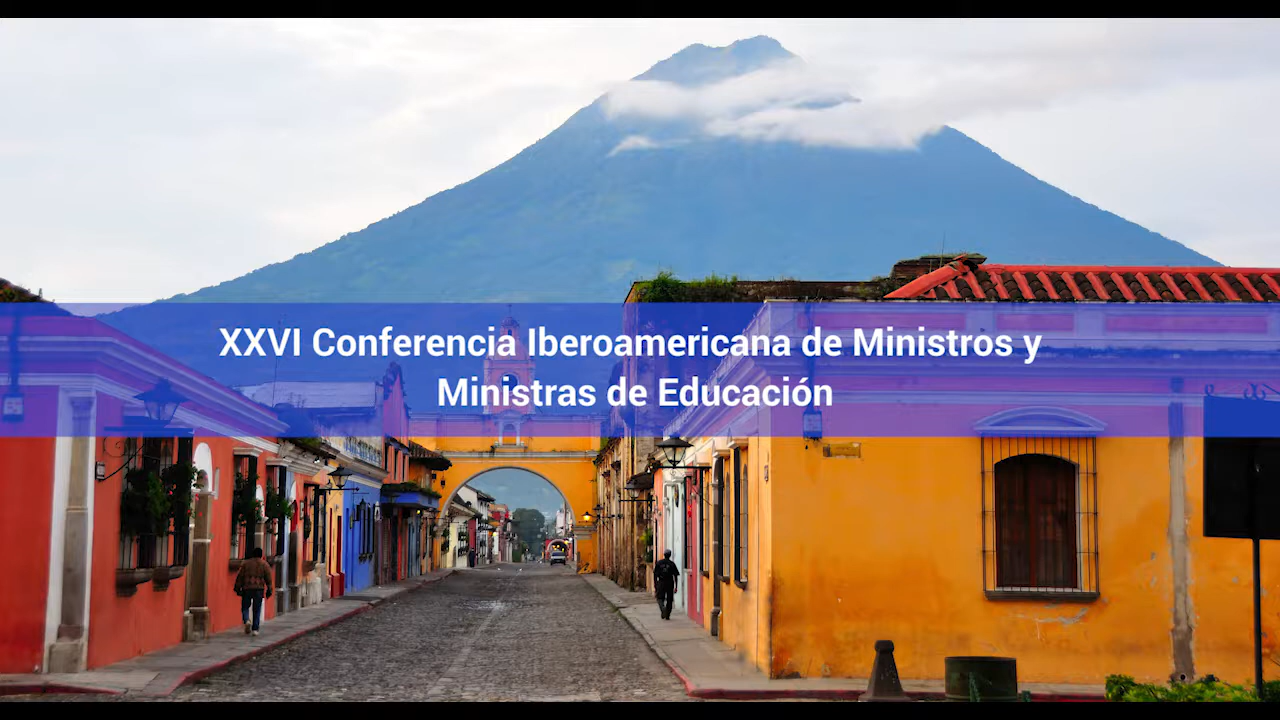 XXVI Conferencia Iberoamericana de Ministros y
Ministras de Educación